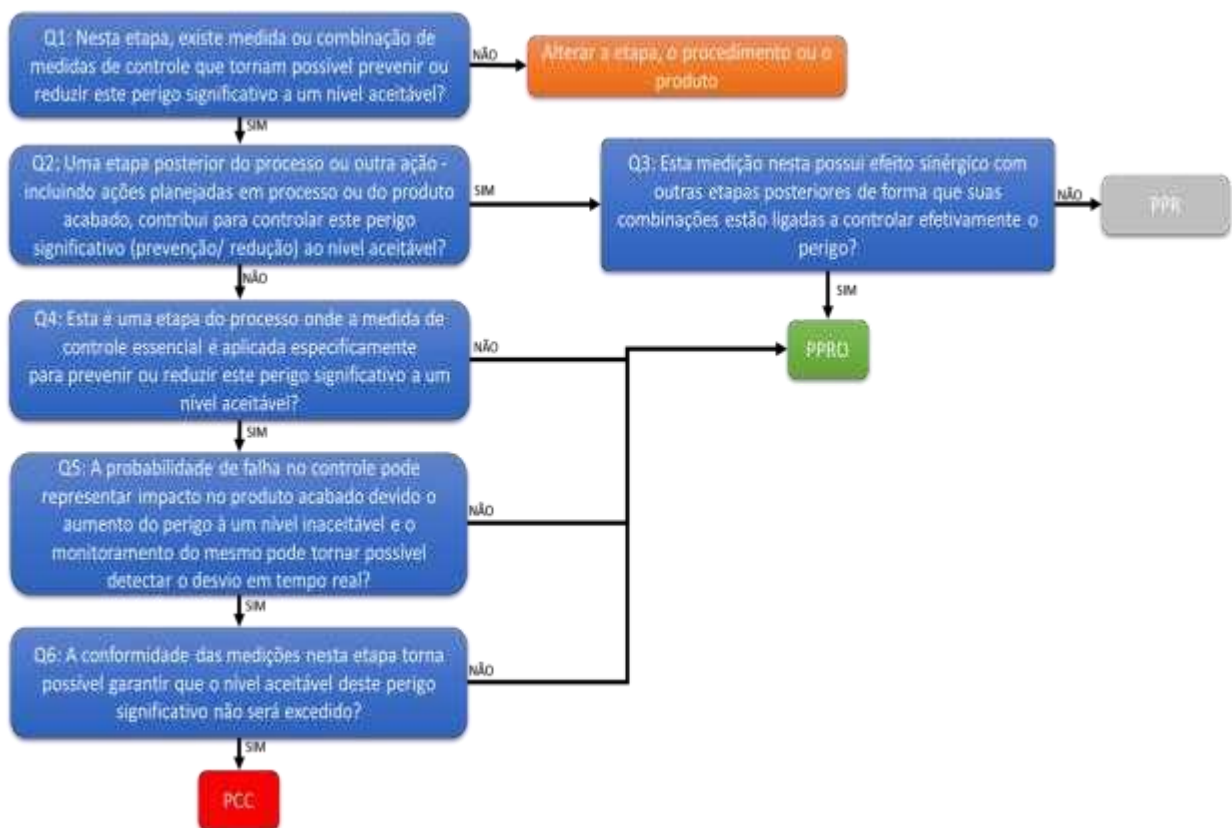 Q1: Nesta etapa, existe medida ou combinação de
medidas de controle que tornam possível prevenir ou
reduzir este perigo significativo a um nível aceitável?
NÃO
Alterar a etapa, o procedimento ou o
produto
SIM
Q2: Uma etapa posterior do processo ou outra ação -
incluindo ações planejadas em processo ou do produto
acabado, contribui para controlar este perigo
significativo (prevenção/ redução) ao nível aceitável?
SIM
Q3: Esta medição nesta possui efeito sinérgico com
outras etapas posteriores de forma que suas
combinações estão ligadas a controlar efetivamente o
perigo?
NÃO
PPR
NÃO
SIM
Q4: Esta é uma etapa do processo onde a medida de
controle essencial é aplicada especificamente
para prevenir ou reduzir este perigo significativo a um
nível aceitável?
NÃO
PPRO
SIM
Q5: A probabilidade de falha no controle pode
representar impacto no produto acabado devido o
aumento do perigo à um nível inaceitável e o
monitoramento do mesmo pode tornar possível
detectar o desvio em tempo real?
NÃO
SIM
Q6: A conformidade das medições nesta etapa torna
possível garantir que o nível aceitável deste perigo
significativo não será excedido?
NÃO
SIM
PCC